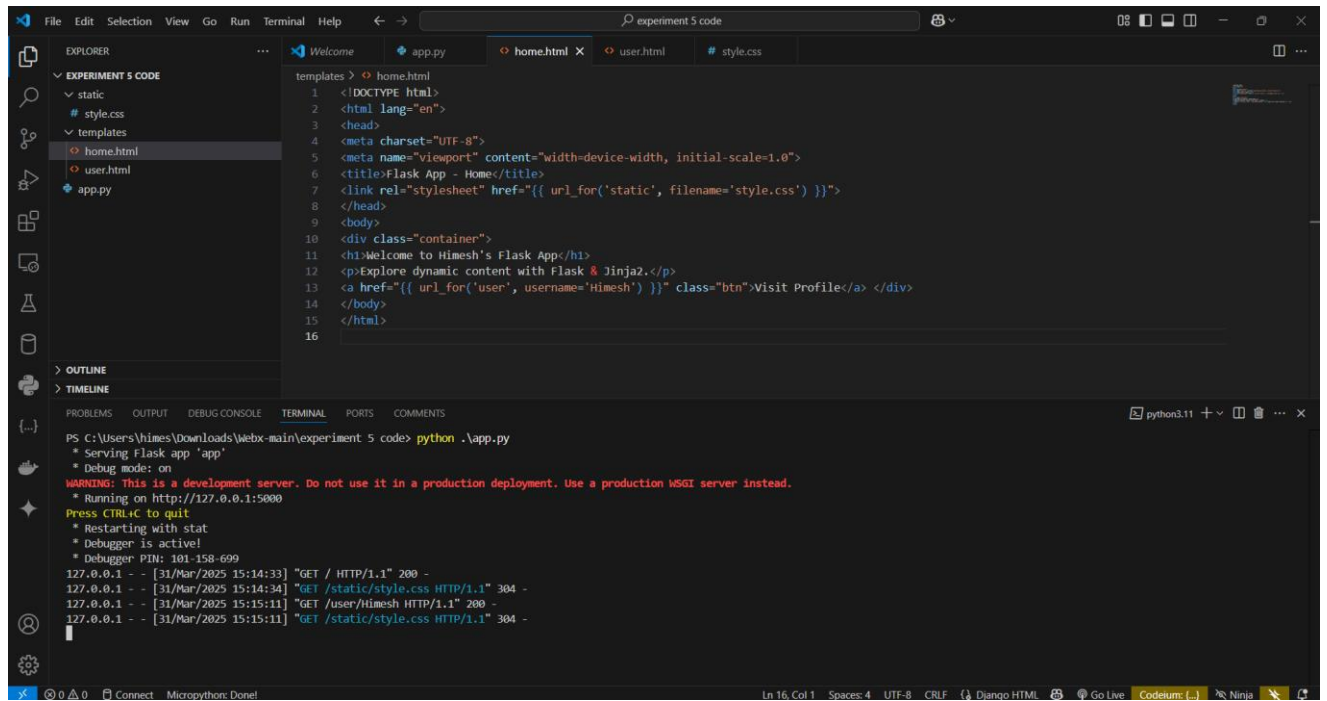 File Edit Selection View Go Run Terminal Help
experiment 5 code
EXPLORER
EXPERIMENT 5 CODE
static
# style.css
templates
home.html
user.html
app.py
OUTLINE
TIMELINE
Welcome app.py home.html user.html # style.css
templates > home.html
1 <!DOCTYPE html>
2 <html lang="en">
3 <head>
4 <meta charset="UTF-8">
5 <meta name="viewport" content="width=device-width, initial-scale=1.0">
6 <title>Flask App - Home</title>
7 <link rel="stylesheet" href="{{ url_for('static', filename='style.css') }}">
8 </head>
9 <body>
10 <div class="container">
11 <h1>Welcome to Himesh's Flask App</h1>
12 <p>Explore dynamic content with Flask & Jinja2.</p>
13 <a href="{{ url_for('user', username='Himesh') }}" class="btn">Visit Profile</a> </div>
14 </body>
15 </html>
16
PROBLEMS OUTPUT DEBUG CONSOLE TERMINAL PORTS COMMENTS
python3.11
PS C:\Users\himes\Downloads\Webx-main\experiment 5 code> python .\app.py
* Serving Flask app 'app'
* Debug mode: on
WARNING: This is a development server. Do not use it in a production deployment. Use a production WSGI server instead.
* Running on http://127.0.0.1:5000
Press CTRL+C to quit
* Restarting with stat
* Debugger is active!
* Debugger PIN: 101-158-699
127.0.0.1 - - [31/Mar/2025 15:14:33] "GET / HTTP/1.1" 200 -
127.0.0.1 - - [31/Mar/2025 15:14:34] "GET /static/style.css HTTP/1.1" 304 -
127.0.0.1 - - [31/Mar/2025 15:15:11] "GET /user/Himesh HTTP/1.1" 200 -
127.0.0.1 - - [31/Mar/2025 15:15:11] "GET /static/style.css HTTP/1.1" 304 -
0 0 Connect Micropython: Done! Ln 16, Col 1 Spaces: 4 UTF-8 CRLF Django HTML Go Live Codeium: {...} Ninja